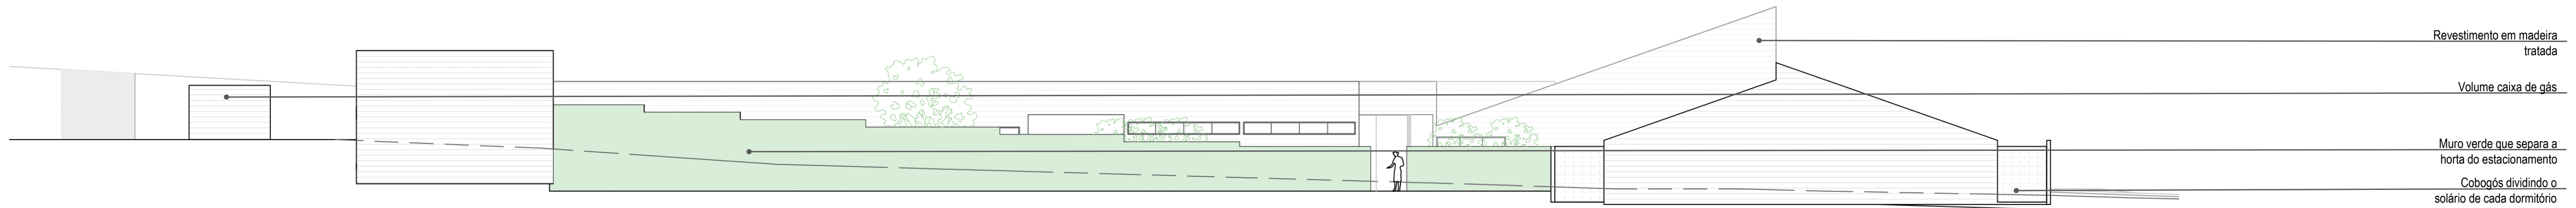 Revestimento em madeira
tratada
Volume caixa de gás
Muro verde que separa a
horta do estacionamento
Cobogós dividindo o
solário de cada dormitório